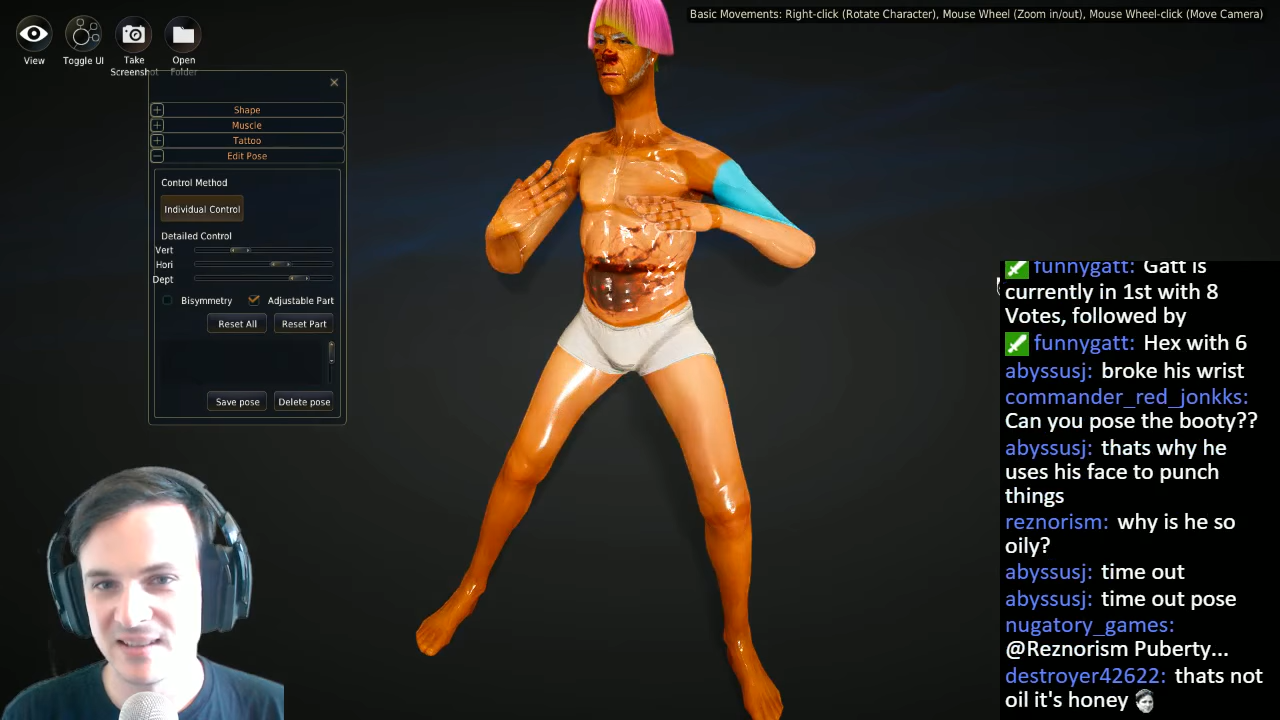 Basic Movements: Right-click (Rotate Character), Mouse Wheel (Zoom in/out), Mouse Wheel-click (Move Camera)
View
Toggle UI
Take
Screenshot
Open
Folder
Shape
Muscle
Tattoo
Edit Pose
Control Method
Individual Control
Detailed Control
Vert
Hori
Dept
Bisymmetry
Adjustable Part
Reset All
Reset Part
Save pose
Delete pose
funnygatt: Gatt is
currently in 1st with 8
Votes, followed by
funnygatt: Hex with 6
abyssusj: broke his wrist
commander_red_jonkks:
Can you pose the booty??
abyssusj: thats why he
uses his face to punch
things
reznorism: why is he so
oily?
abyssusj: time out
abyssusj: time out pose
nugatory_games:
@Reznorism Puberty...
destroyer42622: thats not
oil it's honey